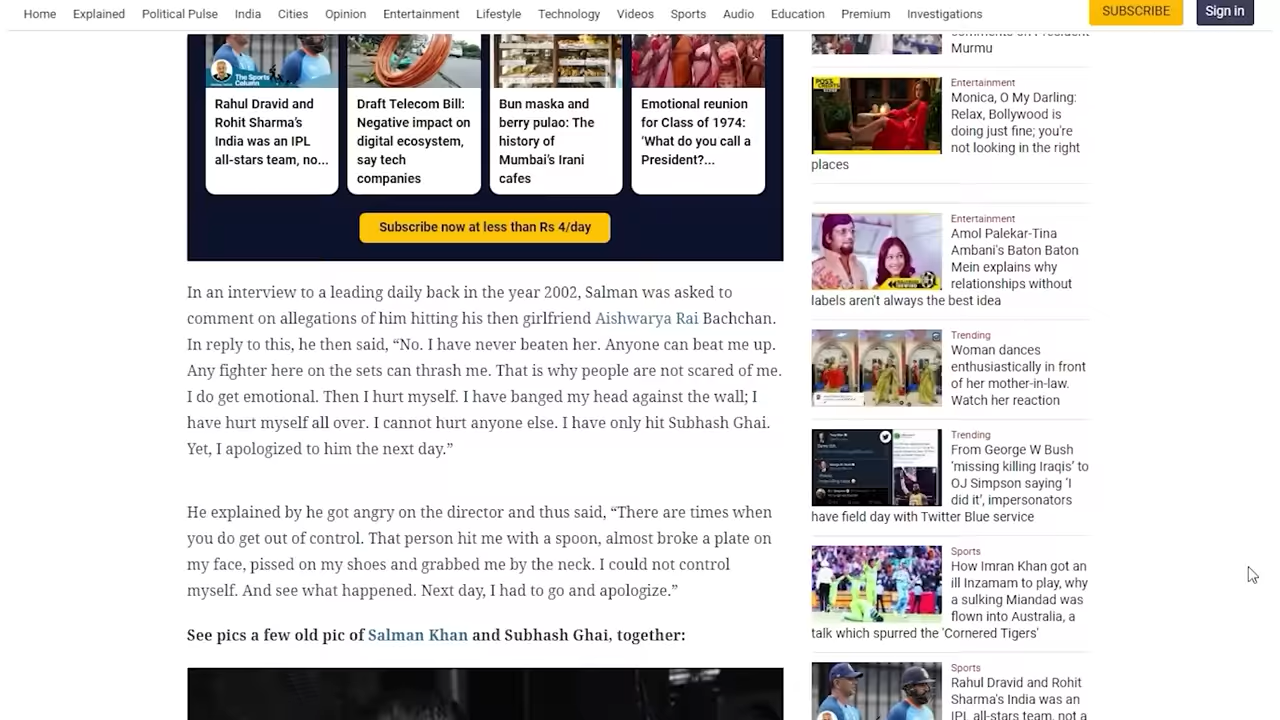 Home Explained Political Pulse India Cities Opinion Entertainment Lifestyle Technology Videos Sports Audio Education Premium Investigations SUBSCRIBE Sign in
The Sports
Column
Rahul Dravid and
Rohit Sharma's
India was an IPL
all-stars team, no...
Draft Telecom Bill:
Negative impact on
digital ecosystem,
say tech
companies
Bun maska and
berry pulao: The
history of
Mumbai's Irani
cafes
Emotional reunion
for Class of 1974:
'What do you call a
President?...
Subscribe now at less than Rs 4/day
In an interview to a leading daily back in the year 2002, Salman was asked to
comment on allegations of him hitting his then girlfriend Aishwarya Rai Bachchan.
In reply to this, he then said, “No. I have never beaten her. Anyone can beat me up.
Any fighter here on the sets can thrash me. That is why people are not scared of me.
I do get emotional. Then I hurt myself. I have banged my head against the wall; I
have hurt myself all over. I cannot hurt anyone else. I have only hit Subhash Ghai.
Yet, I apologized to him the next day.”
He explained by he got angry on the director and thus said, “There are times when
you do get out of control. That person hit me with a spoon, almost broke a plate on
my face, pissed on my shoes and grabbed me by the neck. I could not control
myself. And see what happened. Next day, I had to go and apologize.”
See pics a few old pic of Salman Khan and Subhash Ghai, together:
comments on President
Murmu
Entertainment
Monica, O My Darling:
Relax, Bollywood is
doing just fine; you're
not looking in the right
places
Entertainment
Amol Palekar-Tina
Ambani's Baton Baton
Mein explains why
relationships without
labels aren't always the best idea
Trending
Woman dances
enthusiastically in front
of her mother-in-law.
Watch her reaction
Trending
From George W Bush
'missing killing Iraqis' to
OJ Simpson saying 'I
did it', impersonators
have field day with Twitter Blue service
Sports
How Imran Khan got an
ill Inzamam to play, why
a sulking Miandad was
flown into Australia, a
talk which spurred the 'Cornered Tigers'
Sports
Rahul Dravid and Rohit
Sharma's India was an
IPL all-stars team, not a